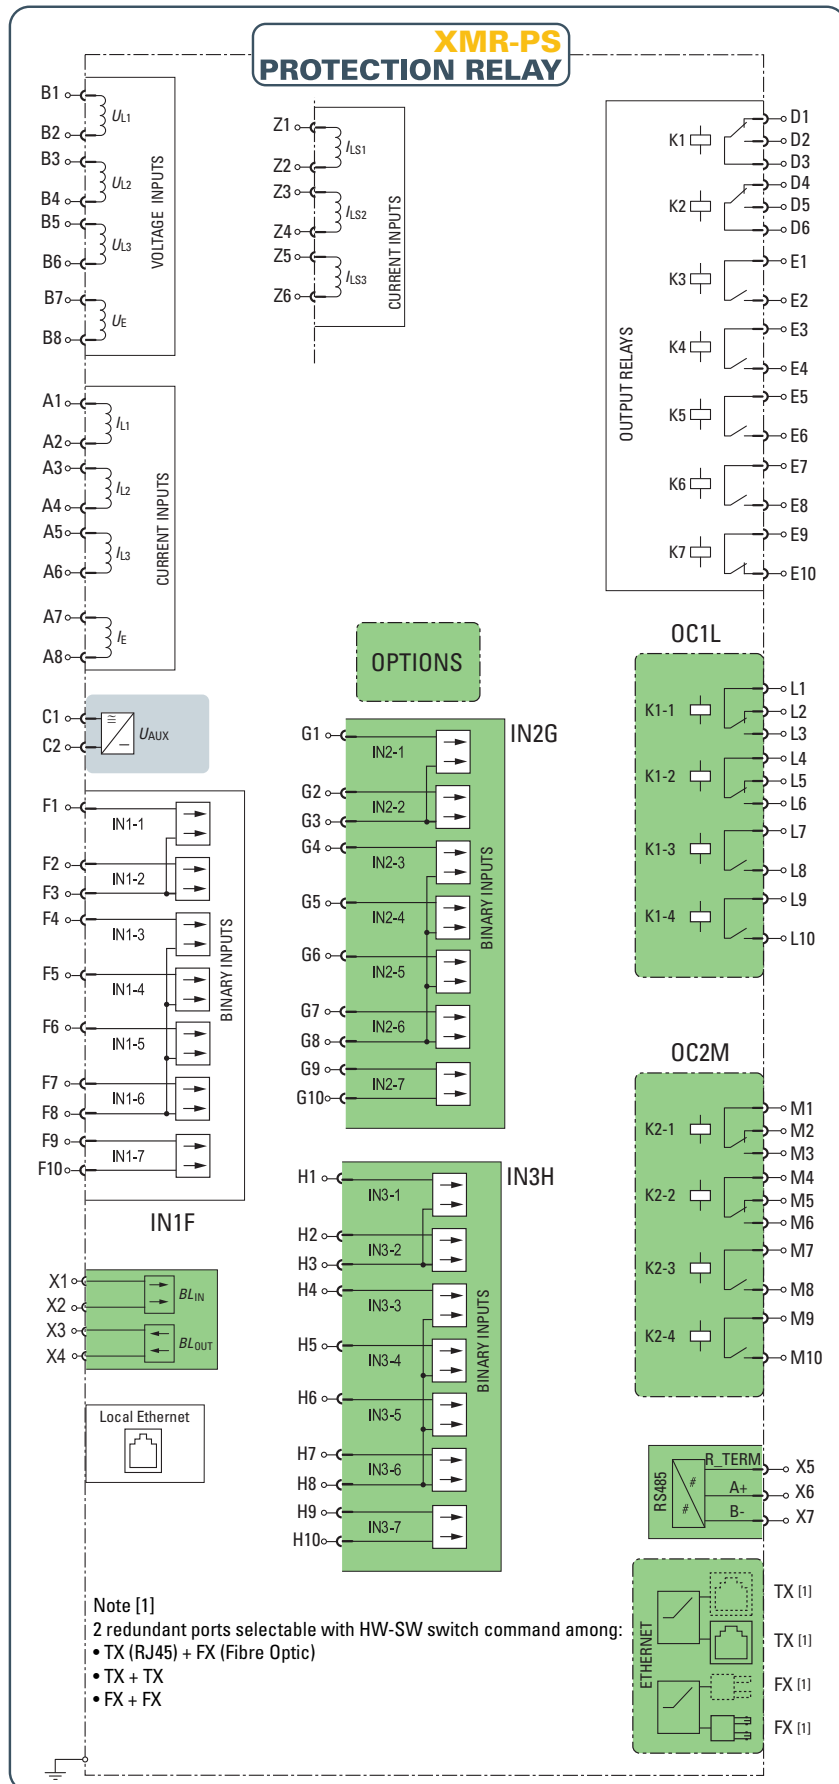 XMR-PS
PROTECTION RELAY
B1
B2
B3
B4
B5
B6
B7
B8
UL1
UL2
UL3
UE
VOLTAGE INPUTS
Z1
Z2
Z3
Z4
Z5
Z6
ILS1
ILS2
ILS3
CURRENT INPUTS
K1
K2
K3
K4
K5
K6
K7
OUTPUT RELAYS
D1
D2
D3
D4
D5
D6
E1
E2
E3
E4
E5
E6
E7
E8
E9
E10
A1
A2
A3
A4
A5
A6
A7
A8
IL1
IL2
IL3
IE
CURRENT INPUTS
C1
C2
≅
UAUX
OPTIONS
F1
F2
F3
F4
F5
F6
F7
F8
F9
F10
IN1-1
IN1-2
IN1-3
IN1-4
IN1-5
IN1-6
IN1-7
BINARY INPUTS
IN1F
IN2G
G1
G2
G3
G4
G5
G6
G7
G8
G9
G10
IN2-1
IN2-2
IN2-3
IN2-4
IN2-5
IN2-6
IN2-7
BINARY INPUTS
OC1L
K1-1
K1-2
K1-3
K1-4
L1
L2
L3
L4
L5
L6
L7
L8
L9
L10
OC2M
K2-1
K2-2
K2-3
K2-4
M1
M2
M3
M4
M5
M6
M7
M8
M9
M10
IN3H
H1
H2
H3
H4
H5
H6
H7
H8
H9
H10
IN3-1
IN3-2
IN3-3
IN3-4
IN3-5
IN3-6
IN3-7
BINARY INPUTS
X1
X2
X3
X4
BLIN
BLOUT
Local Ethernet
RS485
#
#
R_TERM
A+
B-
X5
X6
X7
ETHERNET
TX [1]
TX [1]
FX [1]
FX [1]
Note [1]
2 redundant ports selectable with HW-SW switch command among:
• TX (RJ45) + FX (Fibre Optic)
• TX + TX
• FX + FX